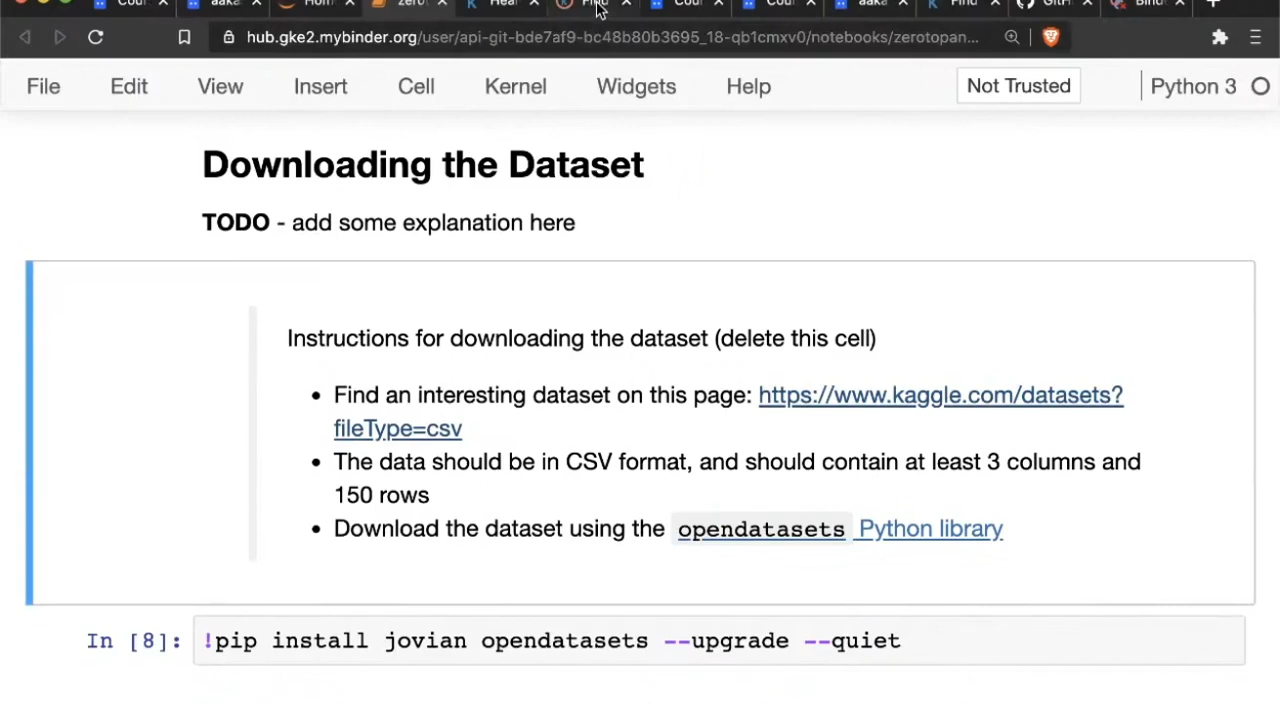 hub.gke2.mybinder.org/user/api-git-bde7af9-bc48b80b3695_18-qb1cmxv0/notebooks/zerotopan...
File Edit View Insert Cell Kernel Widgets Help Not Trusted Python 3
Downloading the Dataset
TODO - add some explanation here
Instructions for downloading the dataset (delete this cell)
• Find an interesting dataset on this page: https://www.kaggle.com/datasets?
fileType=csv
• The data should be in CSV format, and should contain at least 3 columns and
150 rows
• Download the dataset using the opendatasets Python library
In [8]: !pip install jovian opendatasets --upgrade --quiet